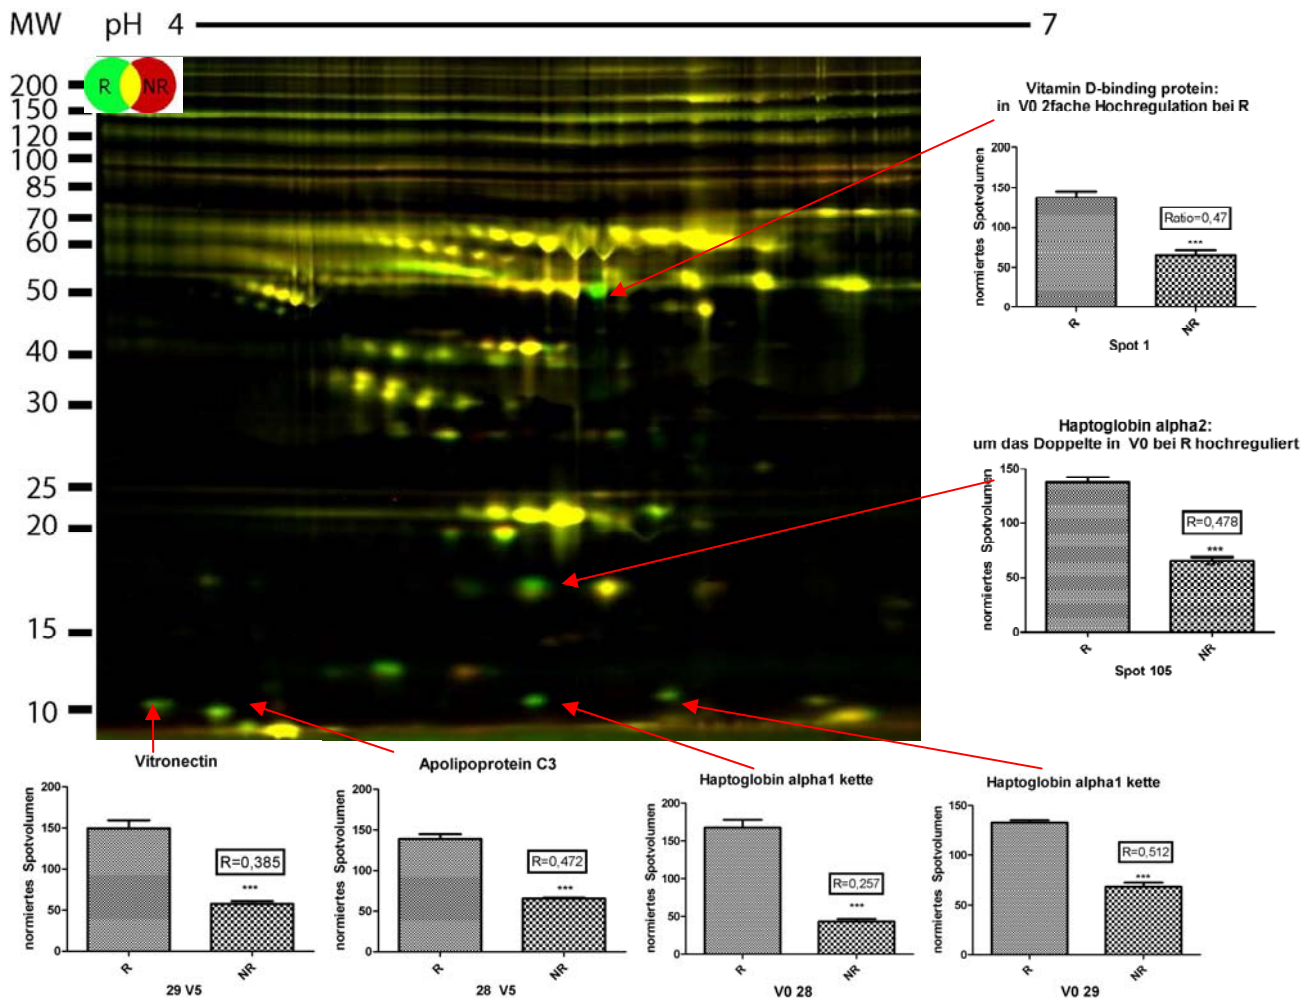 MW pH 4 7
R NR
200
150
120
100
85
70
60
50
40
30
25
20
15
10
Vitamin D-binding protein:
in V0 2fache Hochregulation bei R
normiertes Spotvolumen
200
150
100
50
0
Ratio=0,47
***
R
NR
Spot 1
Haptoglobin alpha2:
um das Doppelte in V0 bei R hochreguliert
normiertes Spotvolumen
150
100
50
0
R=0,478
***
R
NR
Spot 105
Vitronectin
normiertes Spotvolumen
200
150
100
50
0
R=0,385
***
R
NR
29 V5
Apolipoprotein C3
normiertes Spotvolumen
200
150
100
50
0
R=0,472
***
R
NR
28 V5
Haptoglobin alpha1 kette
normiertes Spotvolumen
200
150
100
50
0
R=0,257
***
R
NR
V0 28
Haptoglobin alpha1 kette
normiertes Spotvolumen
150
100
50
0
R=0,512
***
R
NR
V0 29